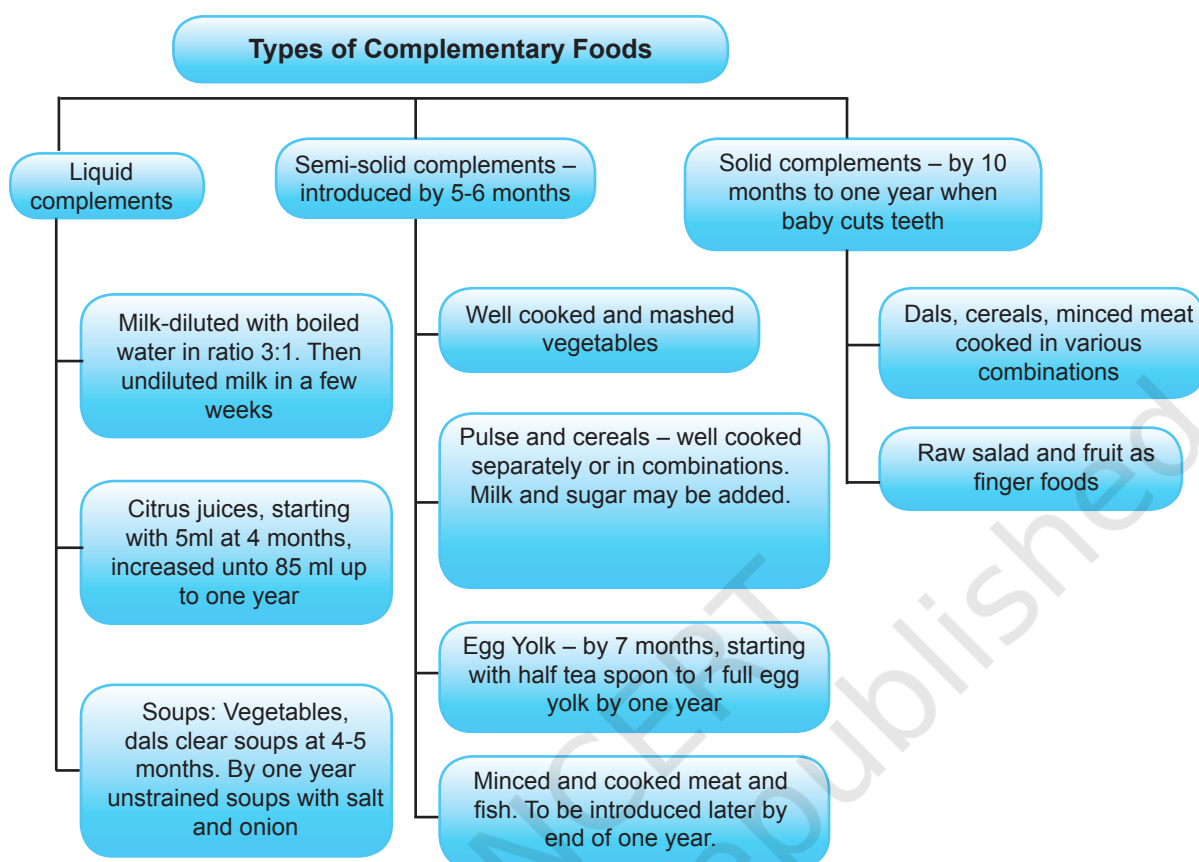 Types of Complementary Foods
Liquid
complements
Milk-diluted with boiled
water in ratio 3:1. Then
undiluted milk in a few
weeks
Citrus juices, starting
with 5ml at 4 months,
increased unto 85 ml up
to one year
Soups: Vegetables,
dals clear soups at 4-5
months. By one year
unstrained soups with salt
and onion
Semi-solid complements –
introduced by 5-6 months
Well cooked and mashed
vegetables
Pulse and cereals – well cooked
separately or in combinations.
Milk and sugar may be added.
Egg Yolk – by 7 months, starting
with half tea spoon to 1 full egg
yolk by one year
Minced and cooked meat and
fish. To be introduced later by
end of one year.
Solid complements – by 10
months to one year when
baby cuts teeth
Dals, cereals, minced meat
cooked in various
combinations
Raw salad and fruit as
finger foods
NCERT
republished